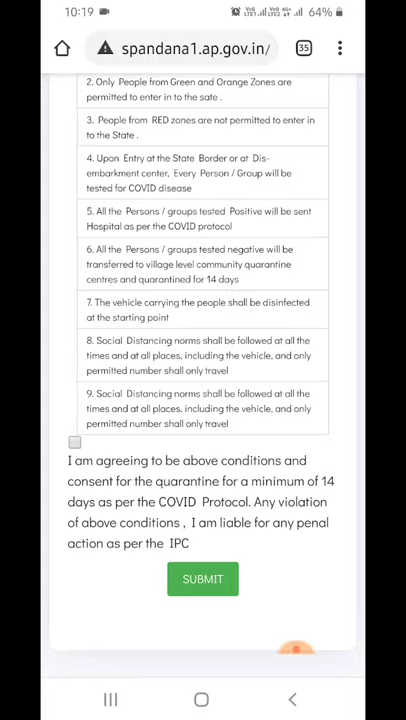 10:19
VoLTE1 VoLTE2 4G+ 64%
spandana1.ap.gov.in/
35
2. Only People from Green and Orange Zones are
permitted to enter in to the sate .
3. People from RED zones are not permitted to enter in
to the State .
4. Upon Entry at the State Border or at Dis-
embarkment center, Every Person / Group will be
tested for COVID disease
5. All the Persons / groups tested Positive will be sent
Hospital as per the COVID protocol
6. All the Persons / groups tested negative will be
transferred to village level community quarantine
centres and quarantined for 14 days
7. The vehicle carrying the people shall be disinfected
at the starting point
8. Social Distancing norms shall be followed at all the
times and at all places, including the vehicle, and only
permitted number shall only travel
9. Social Distancing norms shall be followed at all the
times and at all places, including the vehicle, and only
permitted number shall only travel
I am agreeing to be above conditions and
consent for the quarantine for a minimum of 14
days as per the COVID Protocol. Any violation
of above conditions , I am liable for any penal
action as per the IPC
SUBMIT